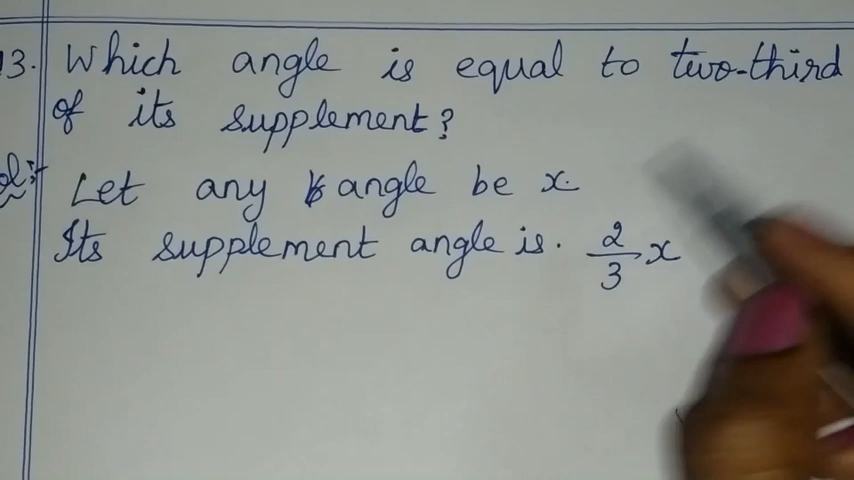 13. Which angle is equal to two-third
of its supplement?
Let any angle be x.
Its supplement angle is. 2/3 x